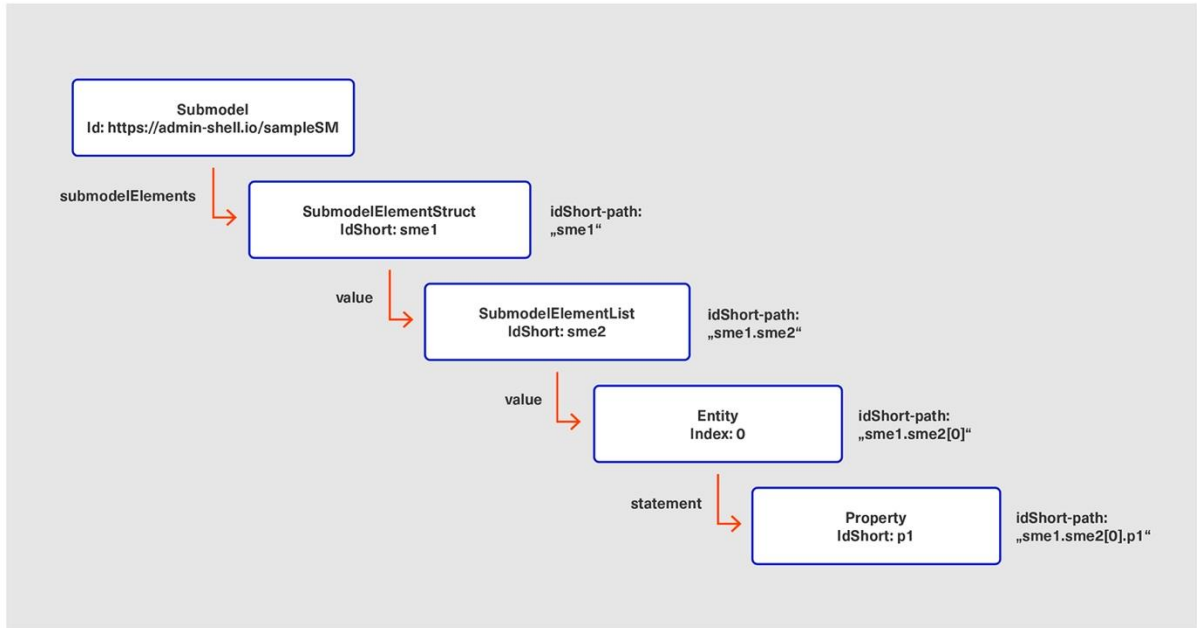 Submodel
Id: https://admin-shell.io/sampleSM
submodelElements
SubmodelElementStruct
IdShort: sme1
idShort-path:
„sme1“
value
SubmodelElementList
IdShort: sme2
idShort-path:
„sme1.sme2“
value
Entity
Index: 0
idShort-path:
„sme1.sme2[0]“
statement
Property
IdShort: p1
idShort-path:
„sme1.sme2[0].p1“